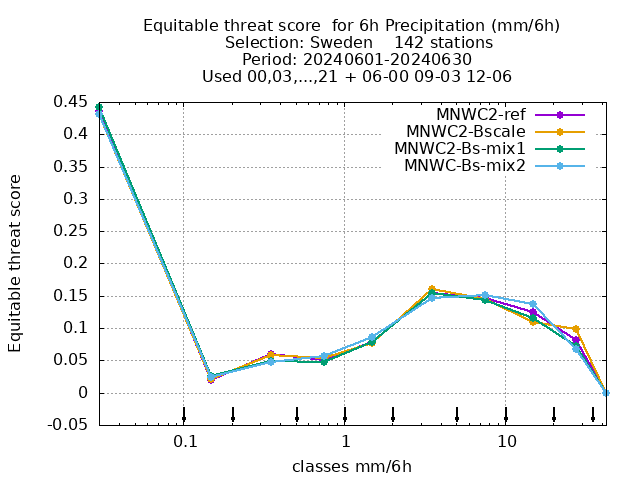 Equitable threat score  for 6h Precipitation (mm/6h)
Selection: Sweden    142 stations
Period: 20240601-20240630
Used 00,03,...,21 + 06-00 09-03 12-06
MNWC2-ref
MNWC2-Bscale
MNWC2-Bs-mix1
MNWC-Bs-mix2
Equitable threat score
0.45
0.4
0.35
0.3
0.25
0.2
0.15
0.1
0.05
0
-0.05
0.1
1
10
classes mm/6h